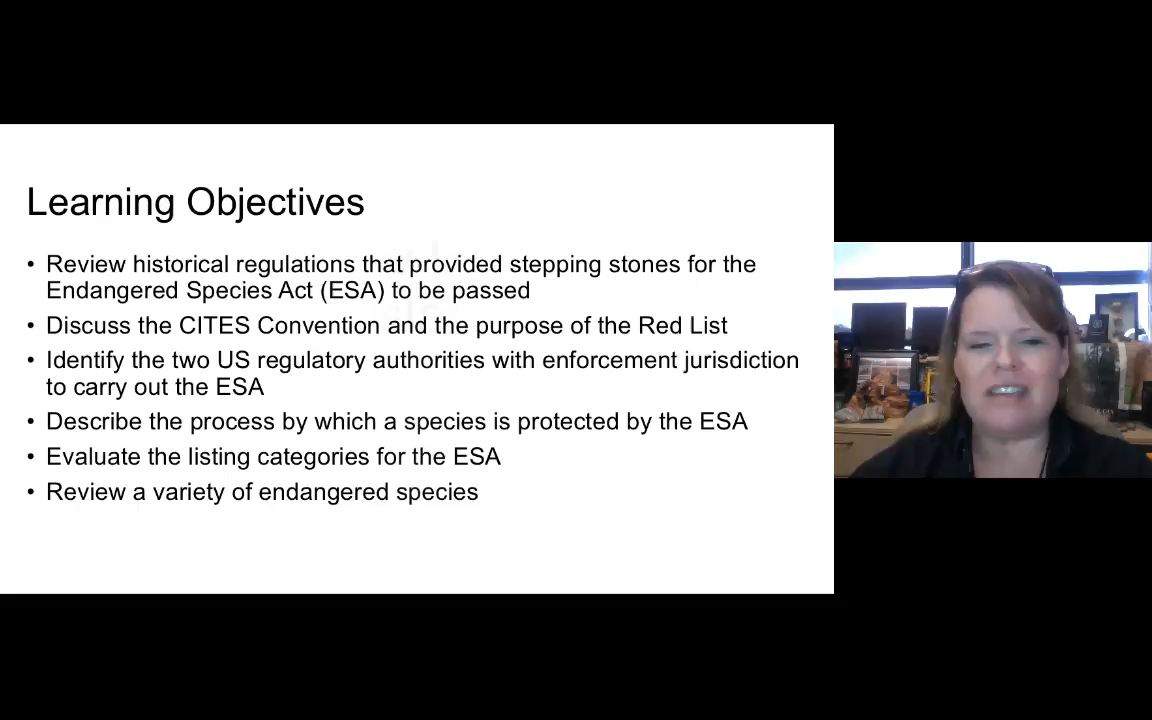 Learning Objectives
• Review historical regulations that provided stepping stones for the
Endangered Species Act (ESA) to be passed
• Discuss the CITES Convention and the purpose of the Red List
• Identify the two US regulatory authorities with enforcement jurisdiction
to carry out the ESA
• Describe the process by which a species is protected by the ESA
• Evaluate the listing categories for the ESA
• Review a variety of endangered species